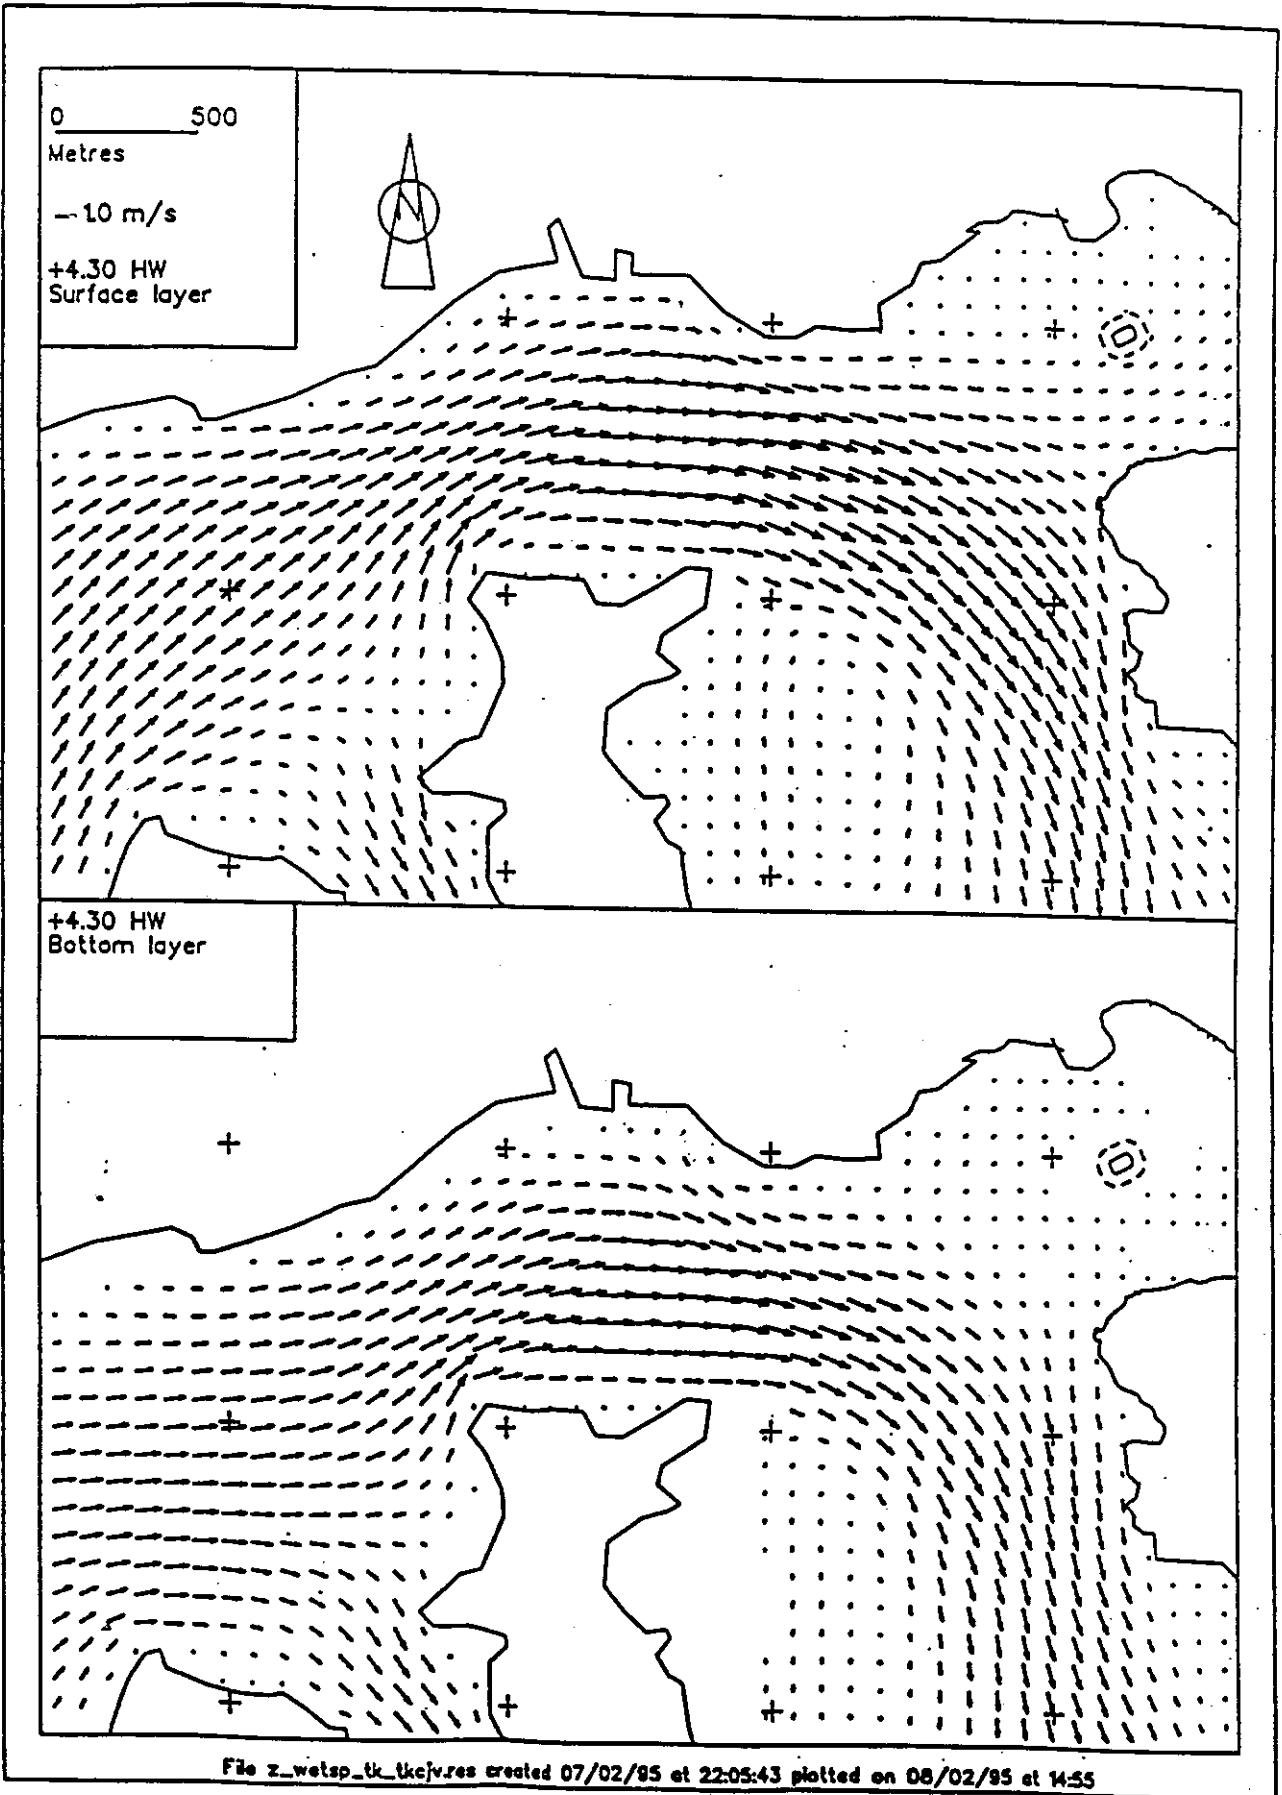 0 500
Metres
1.0 m/s
+4.30 HW
Surface layer
N
+4.30 HW
Bottom layer
File z_wetsp_tk_tkcjv.res created 07/02/95 at 22:05:43 plotted on 08/02/95 at 14:55